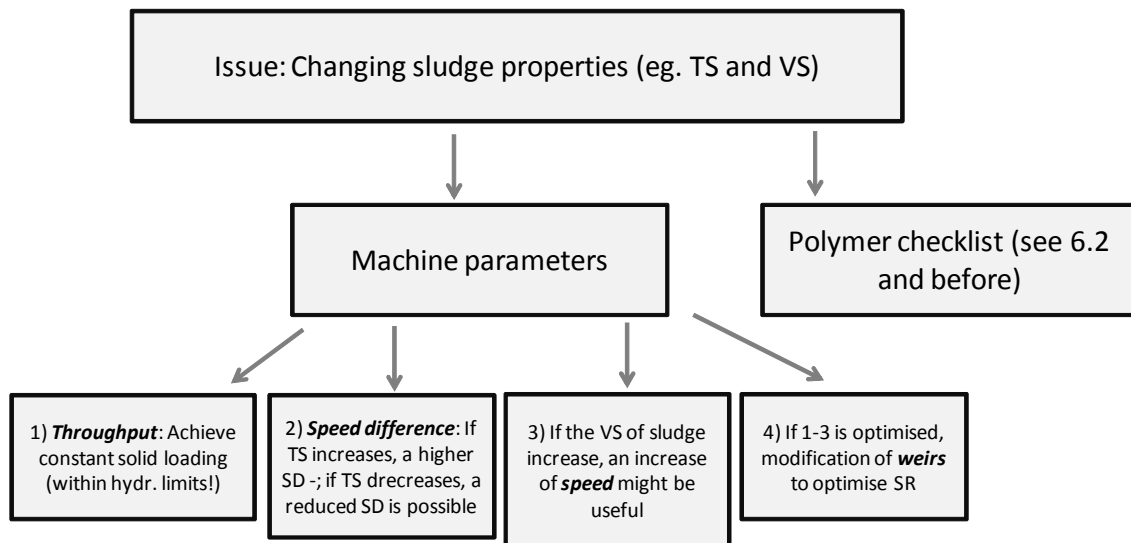 Issue: Changing sludge properties (eg. TS and VS)
Machine parameters
Polymer checklist (see 6.2
and before)
1) Throughput: Achieve
constant solid loading
(within hydr. limits!)
2) Speed difference: If
TS increases, a higher
SD -; if TS drecreases, a
reduced SD is possible
3) If the VS of sludge
increase, an increase
of speed might be
useful
4) If 1-3 is optimised,
modification of weirs
to optimise SR